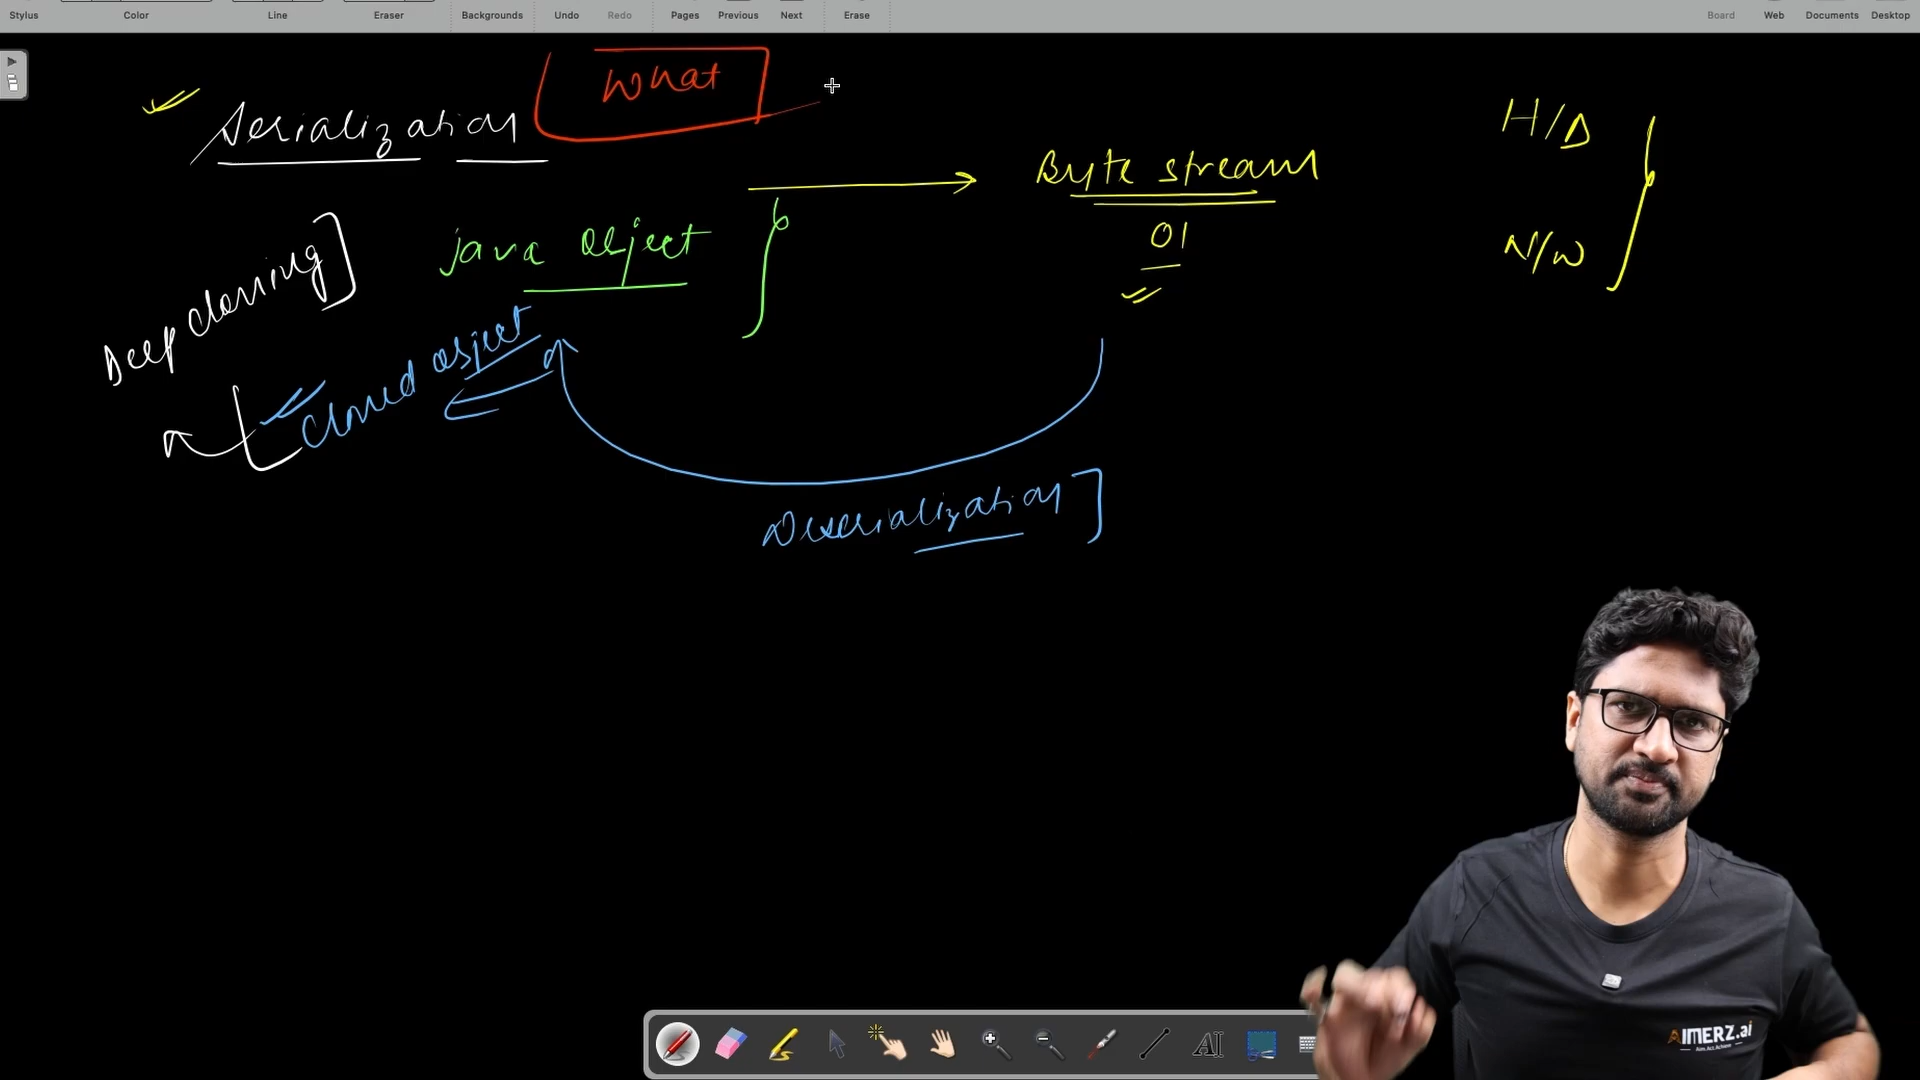 Stylus Color Line Eraser Backgrounds Undo Redo Pages Previous Next Erase Board Web Documents Desktop
What
Serialization
H/D
Byte stream
java object
01
N/W
Deep cloning
cloned object
Deserialization
AIMERZ.ai